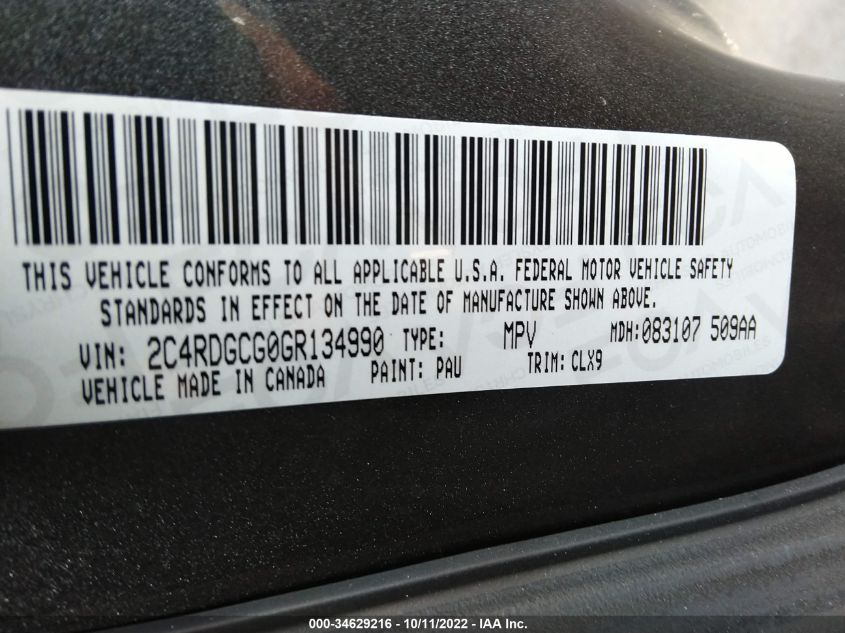 THIS VEHICLE CONFORMS TO ALL APPLICABLE U.S.A. FEDERAL MOTOR VEHICLE SAFETY
STANDARDS IN EFFECT ON THE DATE OF MANUFACTURE SHOWN ABOVE.
VIN: 2C4RDGCG0GR134990 TYPE: MPV MDH: 083107 509AA
VEHICLE MADE IN CANADA PAINT: PAU TRIM: CLX9
000-34629216 - 10/11/2022 - IAA Inc.